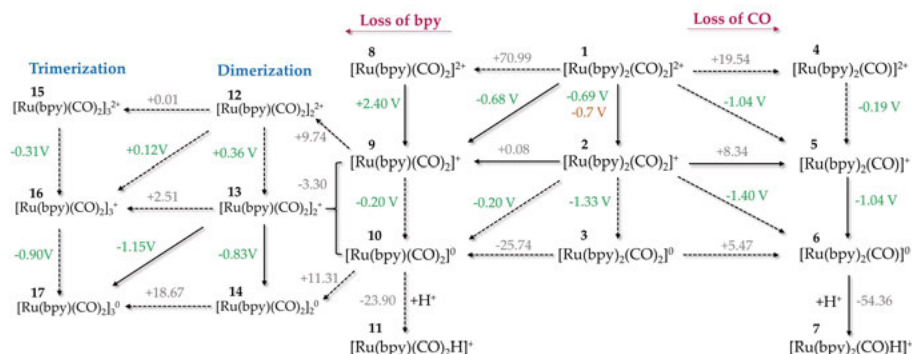 Loss of bpy
Loss of CO
Trimerization
Dimerization
8
1
4
[Ru(bpy)(CO)₂]²⁺
+70.99
[Ru(bpy)₂(CO)₂]²⁺
+19.54
[Ru(bpy)₂(CO)]²⁺
15
[Ru(bpy)(CO)₂]₃²⁺
+0.01
12
[Ru(bpy)(CO)₂]₂²⁺
+2.40 V
-0.68 V
-0.69 V
-0.7 V
-1.04 V
-0.19 V
+9.74
-0.31V
+0.12V
+0.36 V
9
[Ru(bpy)(CO)₂]⁺
+0.08
2
[Ru(bpy)₂(CO)₂]⁺
+8.34
5
[Ru(bpy)₂(CO)]⁺
16
[Ru(bpy)(CO)₂]₃⁺
+2.51
13
[Ru(bpy)(CO)₂]₂⁺
-3.30
-0.20 V
-0.20 V
-1.33 V
-1.40 V
-1.04 V
-0.90V
-1.15V
-0.83V
10
[Ru(bpy)(CO)₂]⁰
-25.74
3
[Ru(bpy)₂(CO)₂]⁰
+5.47
6
[Ru(bpy)₂(CO)]⁰
17
[Ru(bpy)(CO)₂]₃⁰
+18.67
14
[Ru(bpy)(CO)₂]₂⁰
+11.31
-23.90
+H⁺
+H⁺
-54.36
11
[Ru(bpy)(CO)₂H]⁺
7
[Ru(bpy)₂(CO)H]⁺